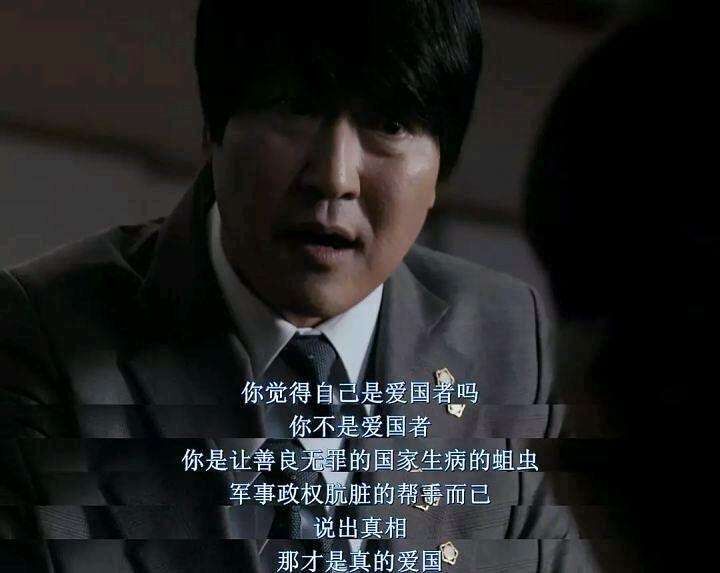 你觉得自己是爱国者吗
你不是爱国者
你是让善良无罪的国家生病的蛆虫
军事政权肮脏的帮手而已
说出真相
那才是真的爱国